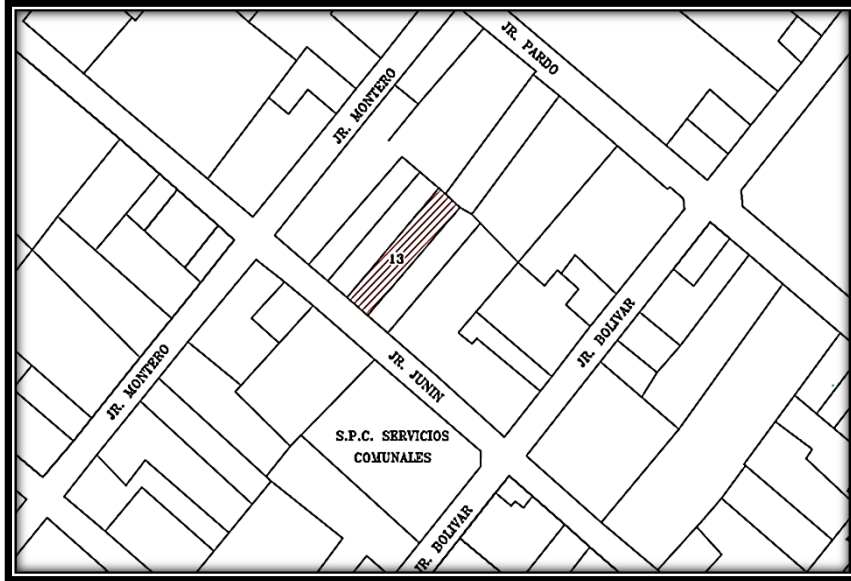 JR. PARDO
JR. MONTERO
13
JR. BOLIVAR
JR. MONTERO
JR. JUNIN
S.P.C. SERVICIOS
COMUNALES
JR. BOLIVAR